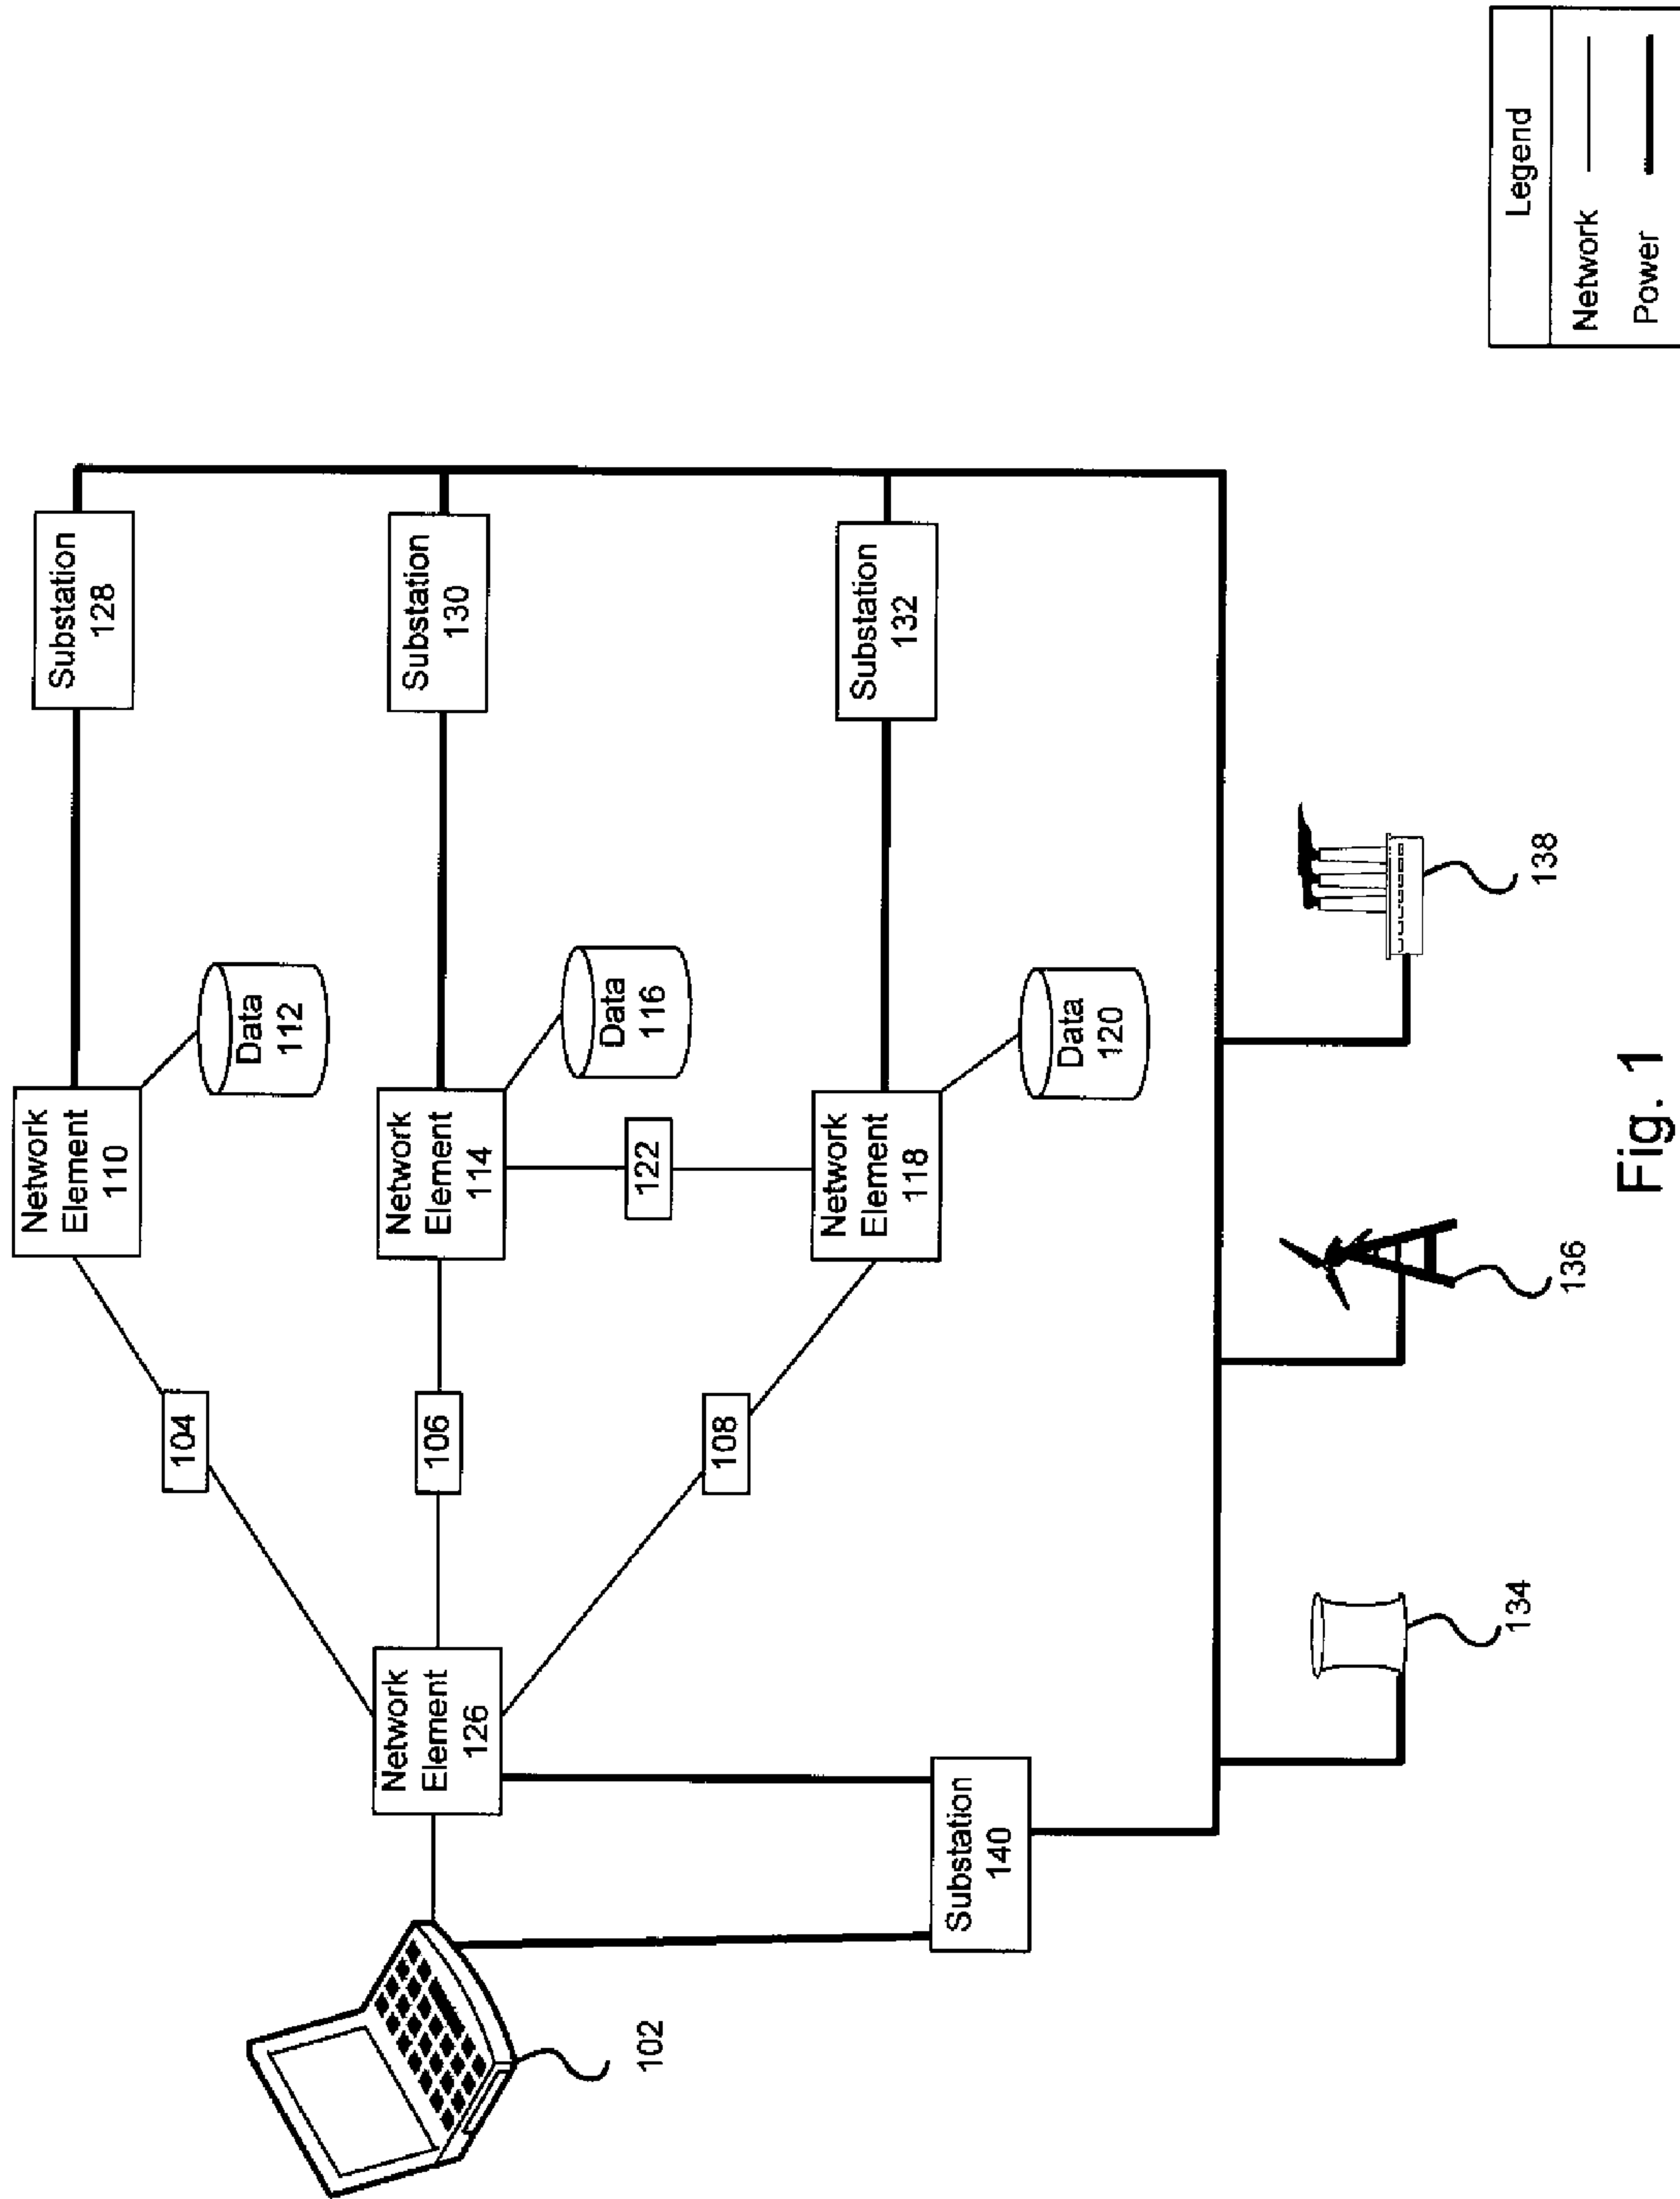 Network
Element
110
Data
112
Substation
128
104
Network
Element
126
106
Network
Element
114
Data
116
Substation
130
122
108
Network
Element
118
Data
120
Substation
132
102
Substation
140
134
136
138
Legend
Network
Power
Fig. 1